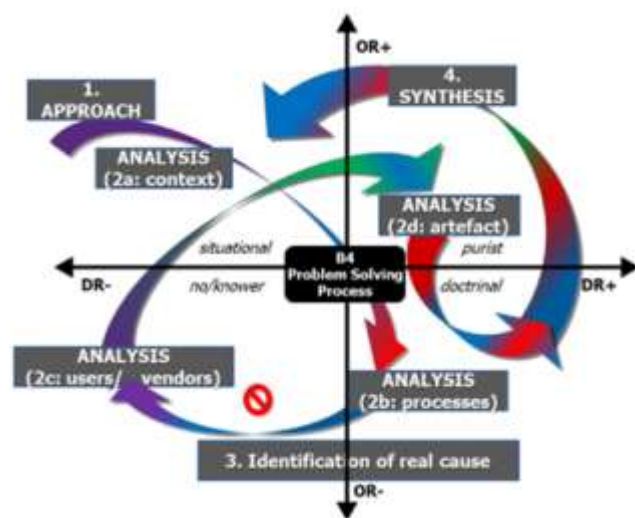 OR+
1.
APPROACH
4.
SYNTHESIS
ANALYSIS
(2a: context)
ANALYSIS
(2d: artefact)
situational
purist
B4
Problem Solving
Process
DR-
DR+
no/knower
doctrinal
ANALYSIS
(2c: users/ vendors)
ANALYSIS
(2b: processes)
3. Identification of real cause
OR-